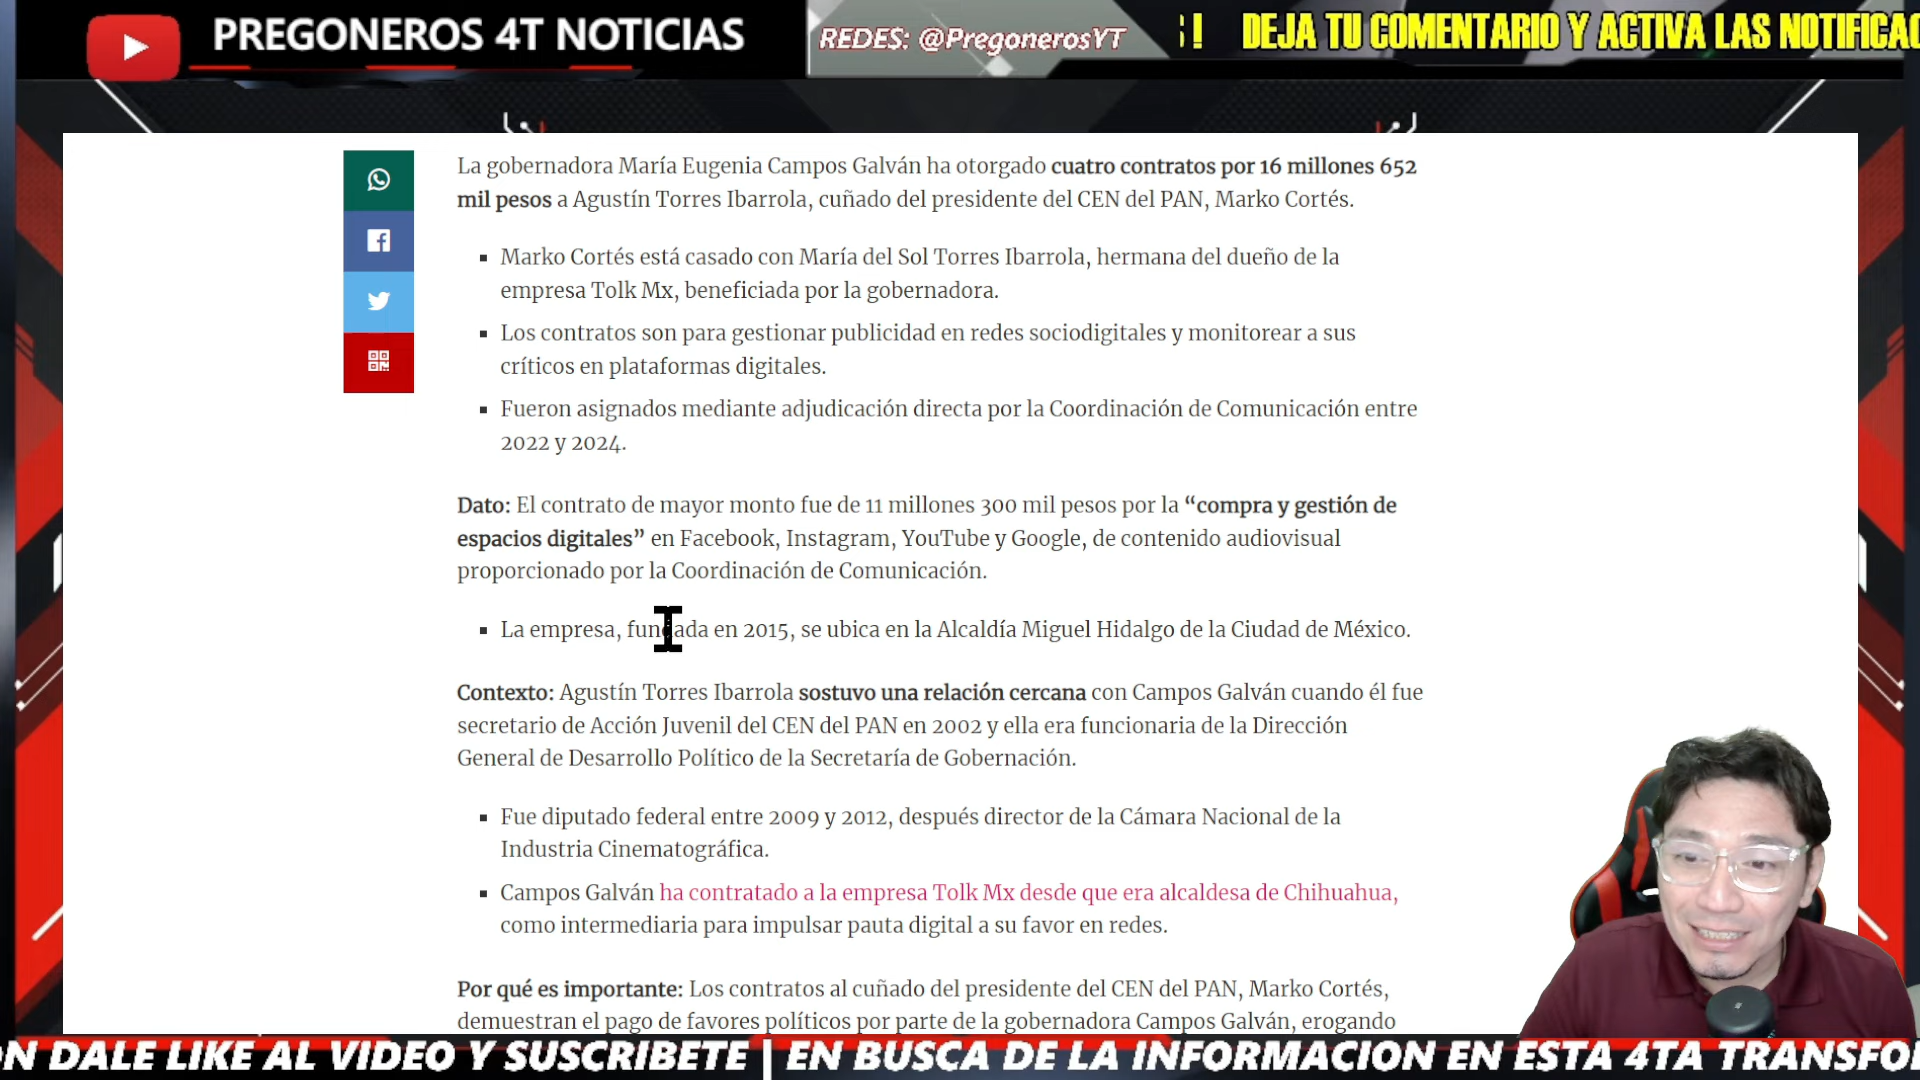 PREGONEROS 4T NOTICIAS
REDES: @PregonerosYT
! DEJA TU COMENTARIO Y ACTIVA LAS
La gobernadora María Eugenia Campos Galván ha otorgado cuatro contratos por 16 millones 652
mil pesos a Agustín Torres Ibarrola, cuñado del presidente del CEN del PAN, Marko Cortés.
Marko Cortés está casado con María del Sol Torres Ibarrola, hermana del dueño de la
empresa Tolk Mx, beneficiada por la gobernadora.
Los contratos son para gestionar publicidad en redes sociodigitales y monitorear a sus
críticos en plataformas digitales.
Fueron asignados mediante adjudicación directa por la Coordinación de Comunicación entre
2022 y 2024.
Dato: El contrato de mayor monto fue de 11 millones 300 mil pesos por la “compra y gestión de
espacios digitales” en Facebook, Instagram, YouTube y Google, de contenido audiovisual
proporcionado por la Coordinación de Comunicación.
La empresa, fundada en 2015, se ubica en la Alcaldía Miguel Hidalgo de la Ciudad de México.
Contexto: Agustín Torres Ibarrola sostuvo una relación cercana con Campos Galván cuando él fue
secretario de Acción Juvenil del CEN del PAN en 2002 y ella era funcionaria de la Dirección
General de Desarrollo Político de la Secretaría de Gobernación.
Fue diputado federal entre 2009 y 2012, después director de la Cámara Nacional de la
Industria Cinematográfica.
Campos Galván ha contratado a la empresa Tolk Mx desde que era alcaldesa de Chihuahua,
como intermediaria para impulsar pauta digital a su favor en redes.
Por qué es importante: Los contratos al cuñado del presidente del CEN del PAN, Marko Cortés,
demuestran el pago de favores políticos por parte de la gobernadora Campos Galván, erogando
DALE LIKE AL VIDEO Y SUSCRIBETE | EN BUSCA DE LA INFORMACION EN ESTA 4TA